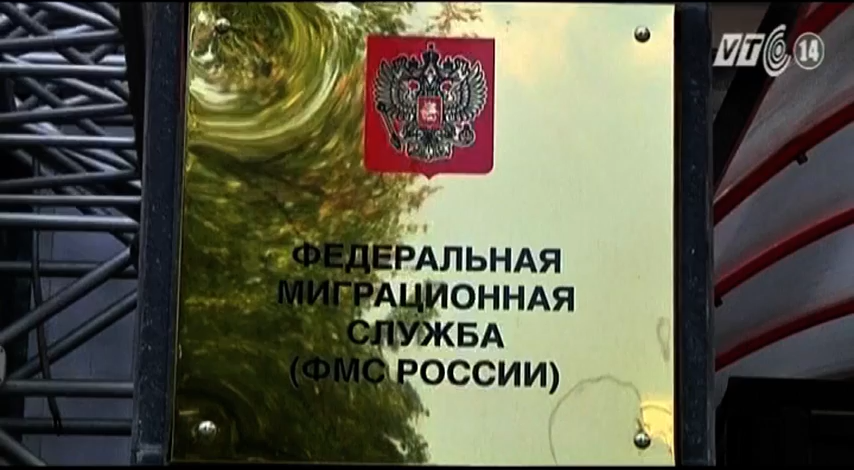 VTC 14
ФЕДЕРАЛЬНАЯ
МИГРАЦИОННАЯ
СЛУЖБА
(ФМС РОССИИ)